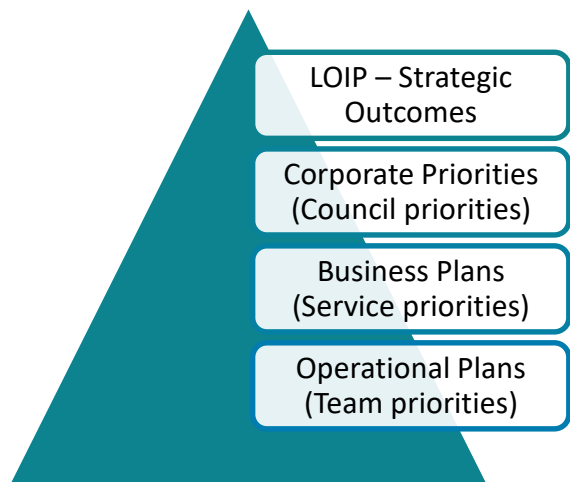 LOIP – Strategic
Outcomes
Corporate Priorities
(Council priorities)
Business Plans
(Service priorities)
Operational Plans
(Team priorities)